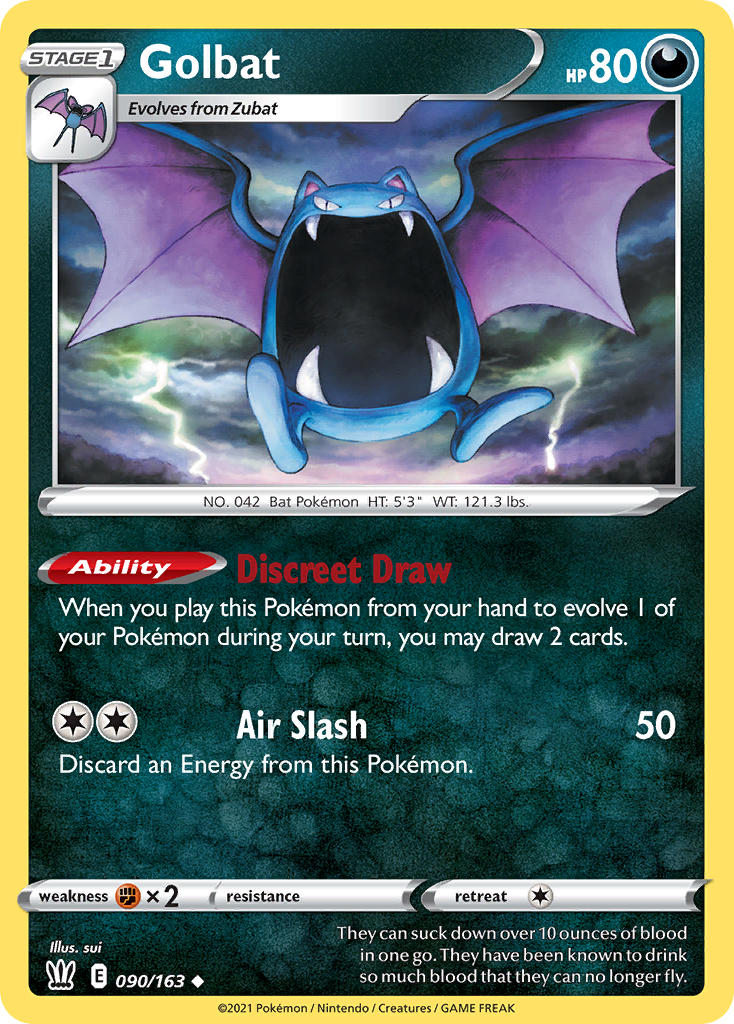 STAGE 1
Golbat
HP 80
Evolves from Zubat
NO. 042 Bat Pokémon HT: 5'3" WT: 121.3 lbs.
Ability Discreet Draw
When you play this Pokémon from your hand to evolve 1 of
your Pokémon during your turn, you may draw 2 cards.
Air Slash 50
Discard an Energy from this Pokémon.
weakness ×2 resistance retreat
Illus. sui
They can suck down over 10 ounces of blood
in one go. They have been known to drink
so much blood that they can no longer fly.
E 090/163
©2021 Pokémon / Nintendo / Creatures / GAME FREAK